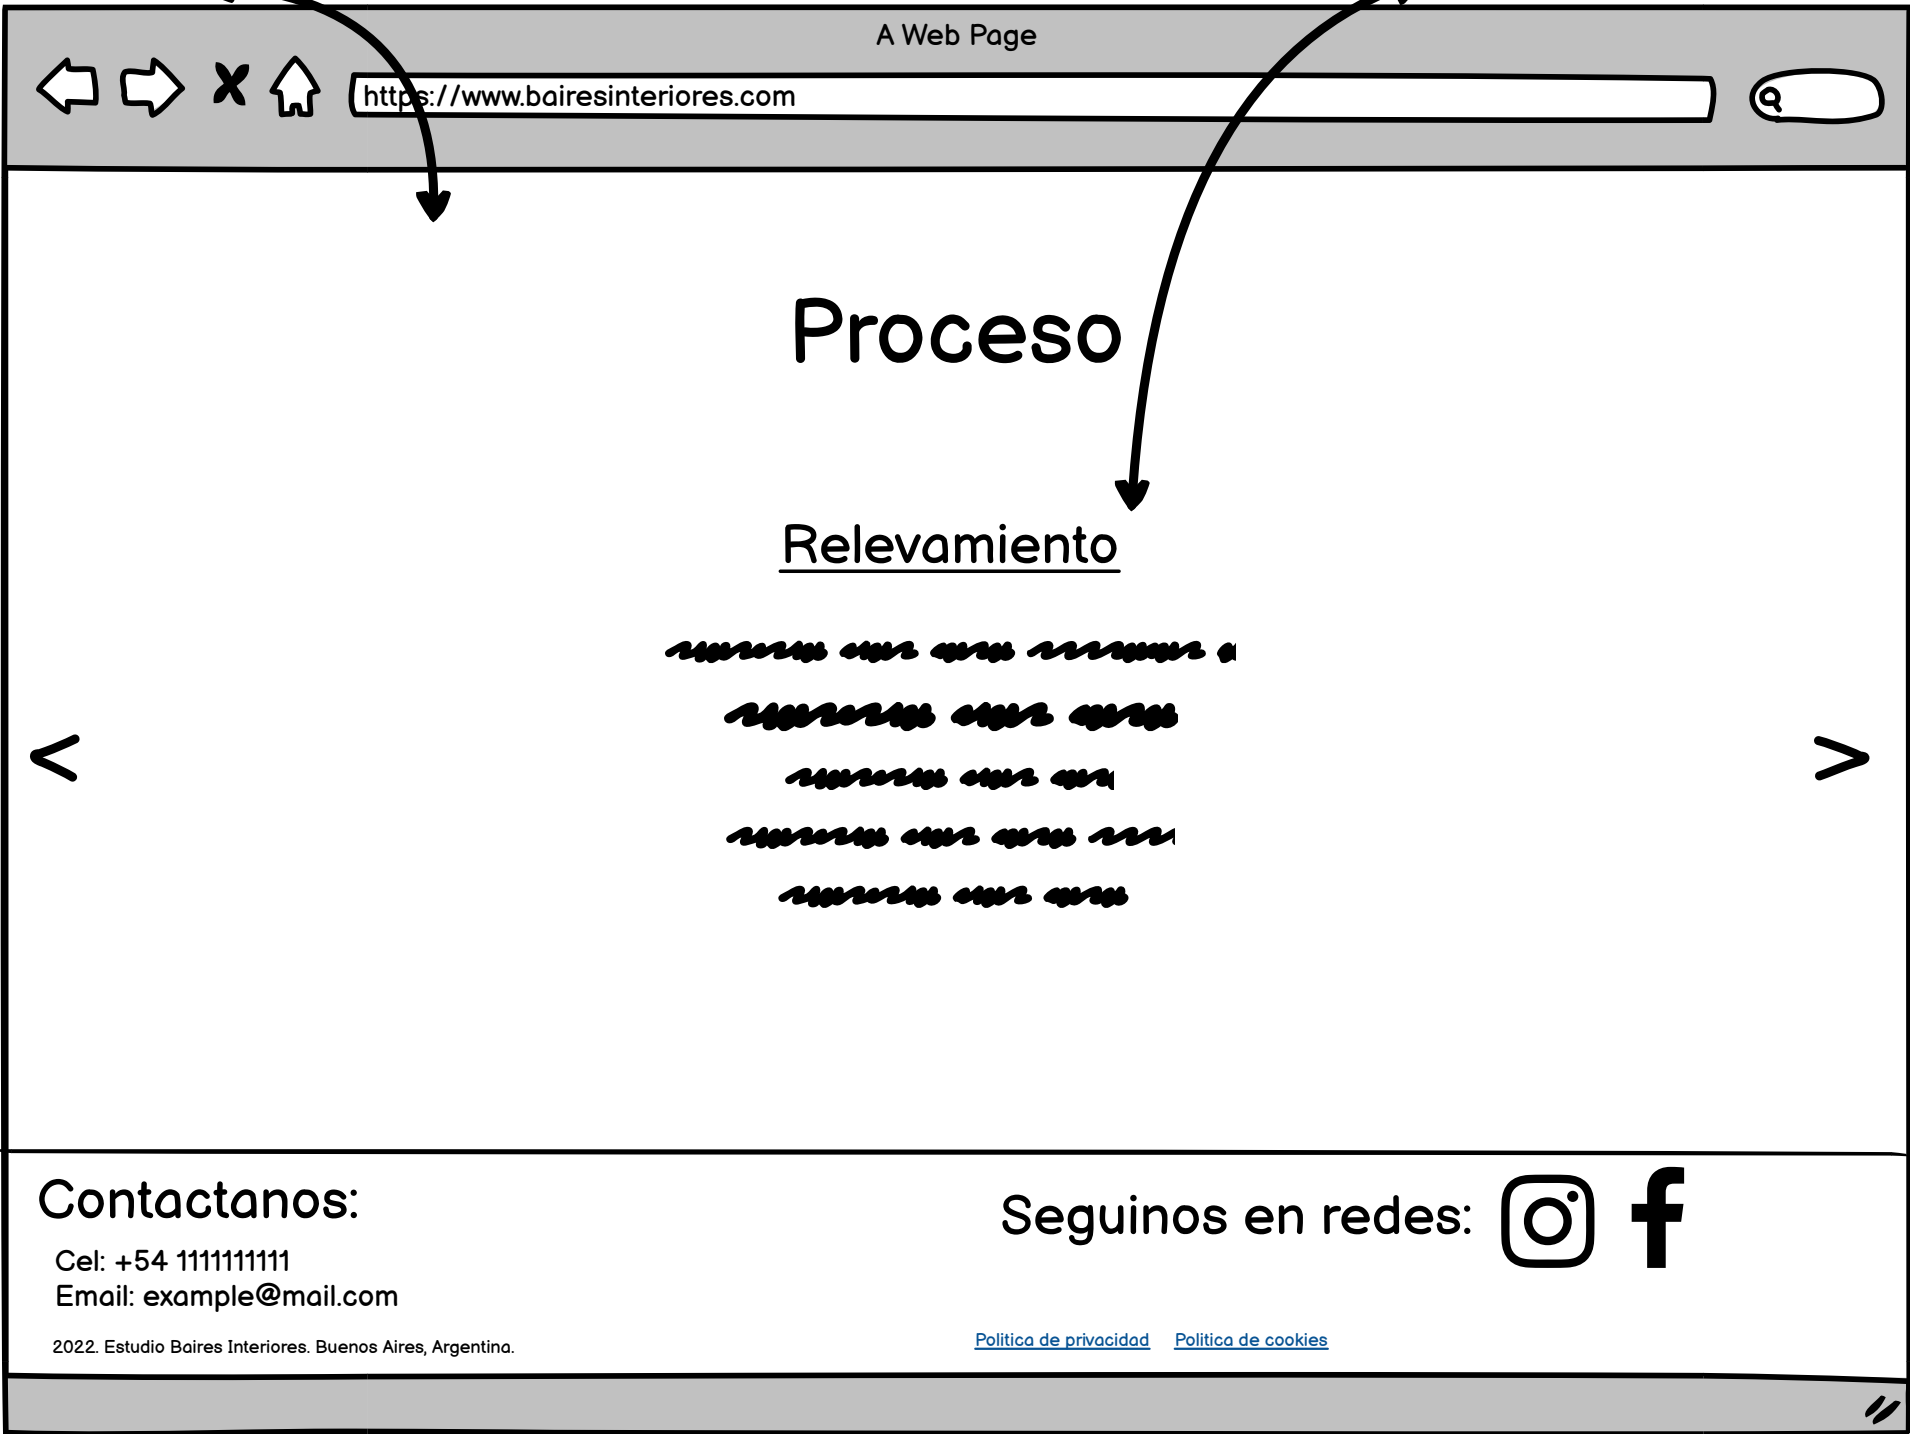 A Web Page
https://www.bairesinteriores.com
Proceso
Relevamiento
<
>
Contactanos:
Cel: +54 1111111111
Email: example@mail.com
2022. Estudio Baires Interiores. Buenos Aires, Argentina.
Seguinos en redes:
Politica de privacidad Politica de cookies